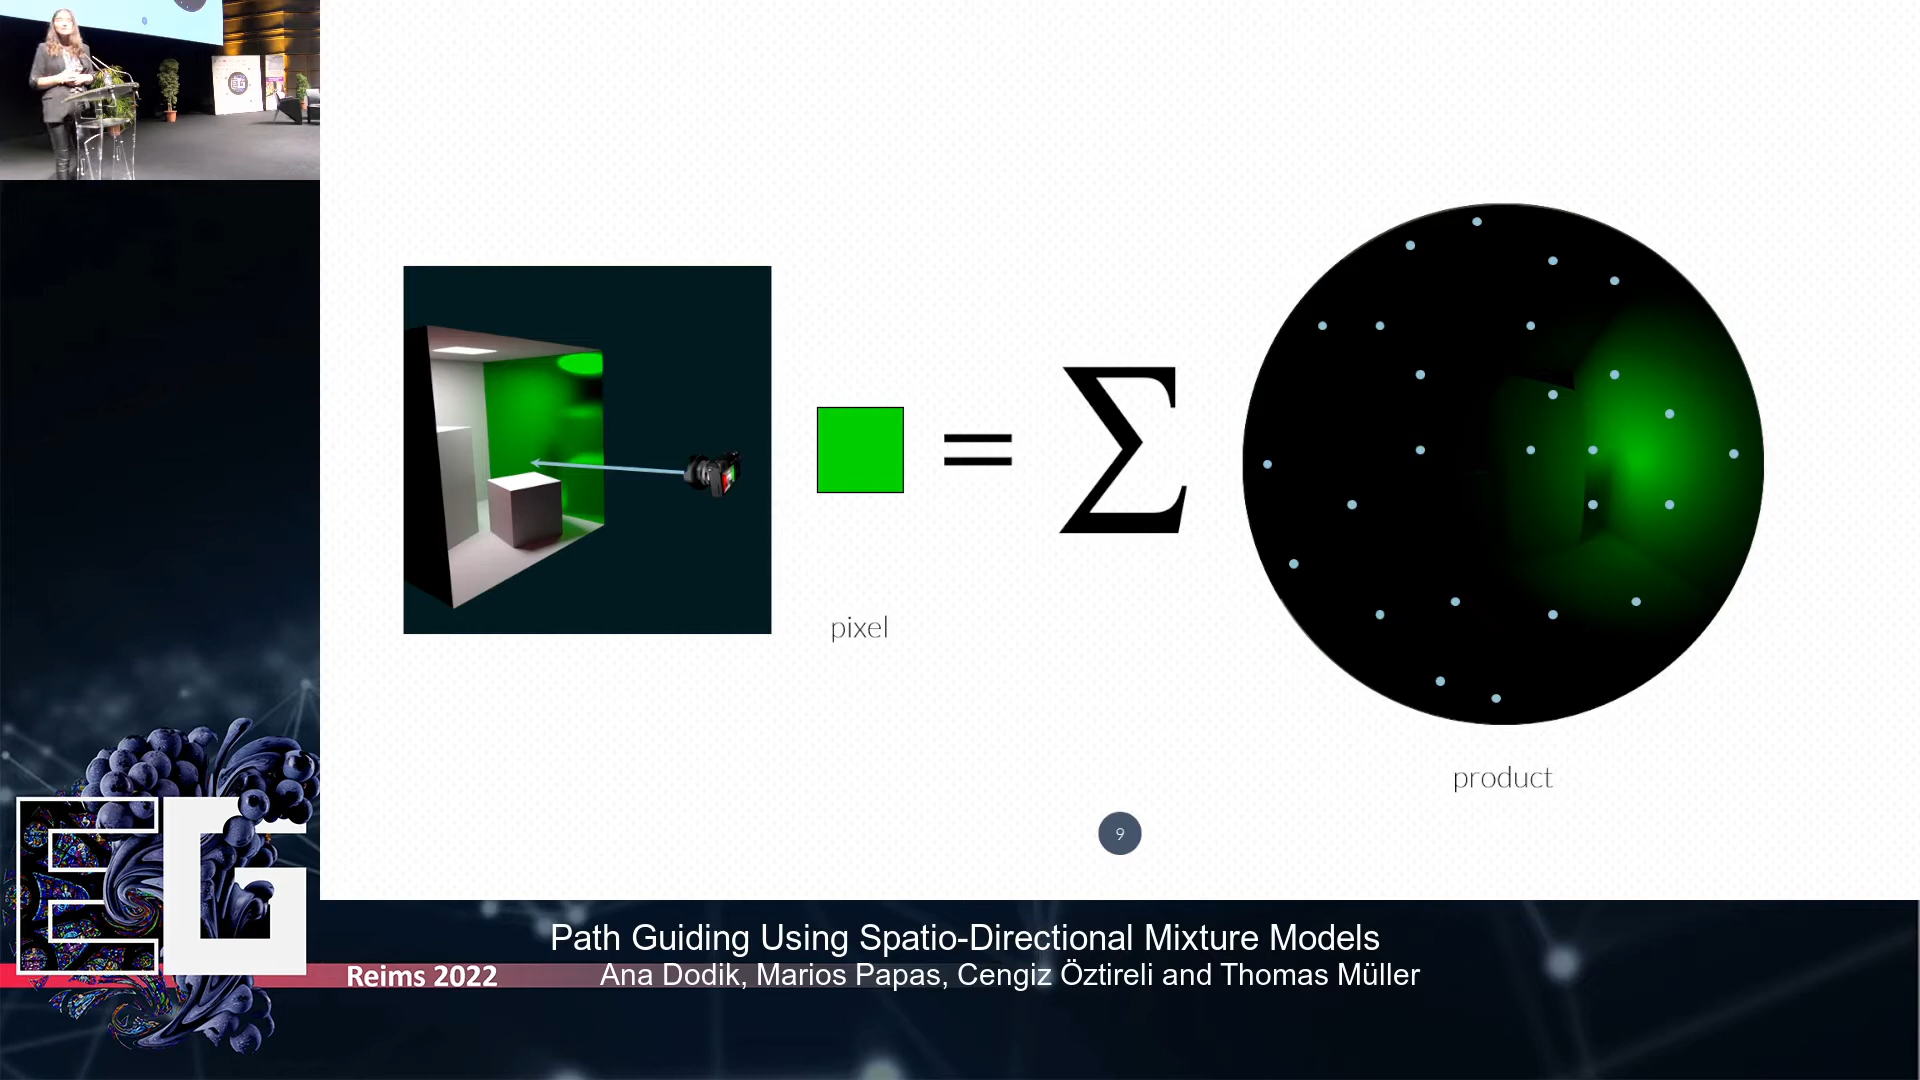 pixel
=
Σ
product
9
EG
Path Guiding Using Spatio-Directional Mixture Models
Reims 2022
Ana Dodik, Marios Papas, Cengiz Öztireli and Thomas Müller